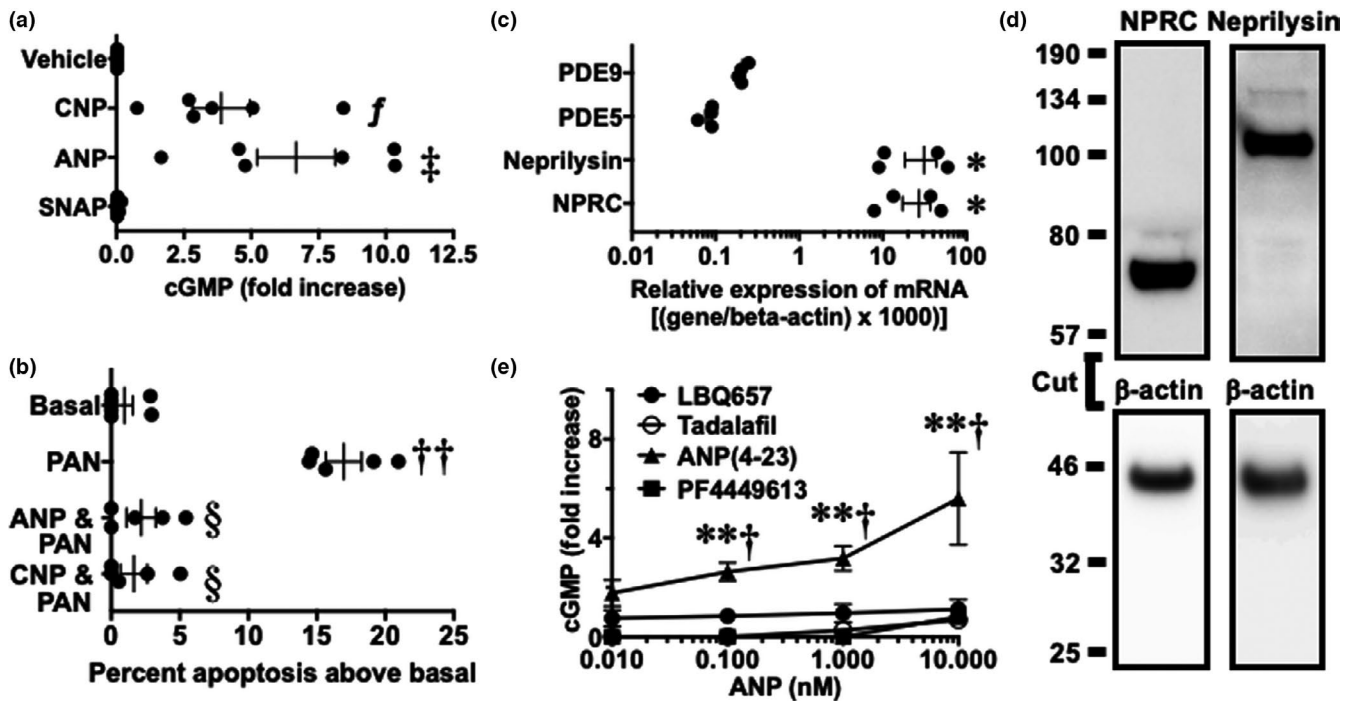 (a)
Vehicle
CNP
ƒ
ANP
‡
SNAP
0.0 2.5 5.0 7.5 10.0 12.5
cGMP (fold increase)
(b)
Basal
PAN
††
ANP &
PAN
§
CNP &
PAN
§
0 5 10 15 20 25
Percent apoptosis above basal
(c)
PDE9
PDE5
Neprilysin
*
NPRC
*
0.01 0.1 1 10 100
Relative expression of mRNA
[(gene/beta-actin) x 1000)]
(d)
NPRC Neprilysin
190
134
100
80
57
Cut
β-actin β-actin
46
32
25
(e)
LBQ657
Tadalafil
ANP(4-23)
PF4449613
**†
**†
**†
8
4
0
cGMP (fold increase)
0.010 0.100 1.000 10.000
ANP (nM)